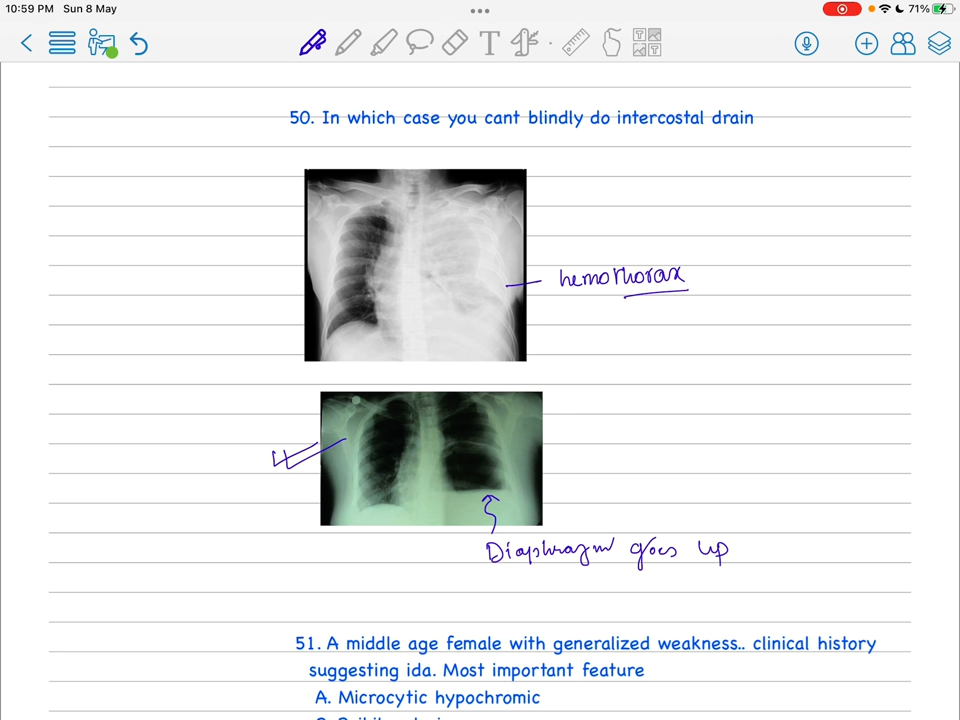 10:59 PM Sun 8 May
71%
50. In which case you cant blindly do intercostal drain
hemothorax
Diaphragm goes up
51. A middle age female with generalized weakness.. clinical history
suggesting ida. Most important feature
A. Microcytic hypochromic